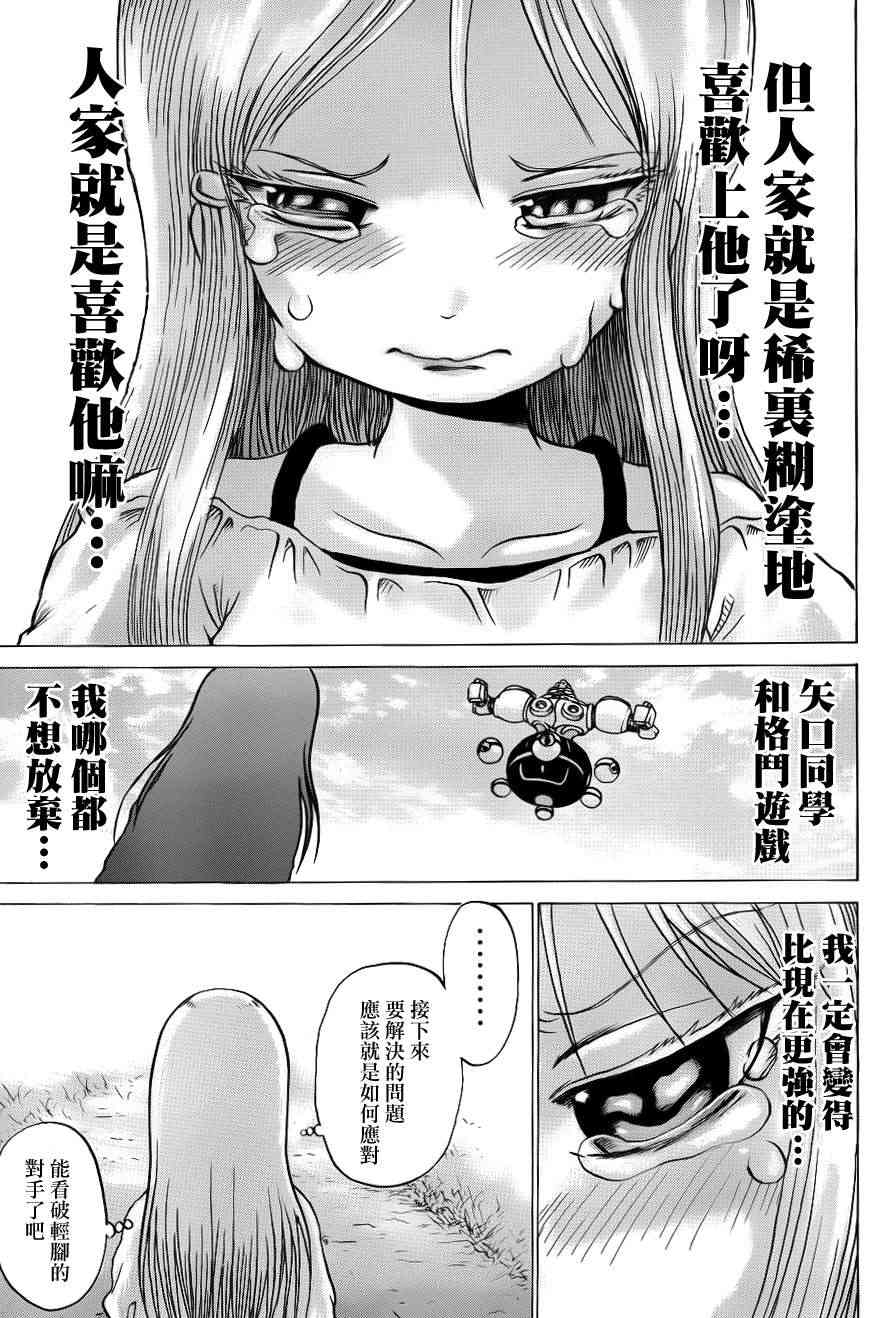 但人家就是稀裏糊塗地
喜歡上他了呀…
人家就是喜歡他嘛…
矢口同學
和格鬥遊戲
我哪個都
不想放棄…
我一定會變得
比現在更強的…
………
接下來
要解決的問題
應該就是如何應對
能看破輕腳的
對手了吧